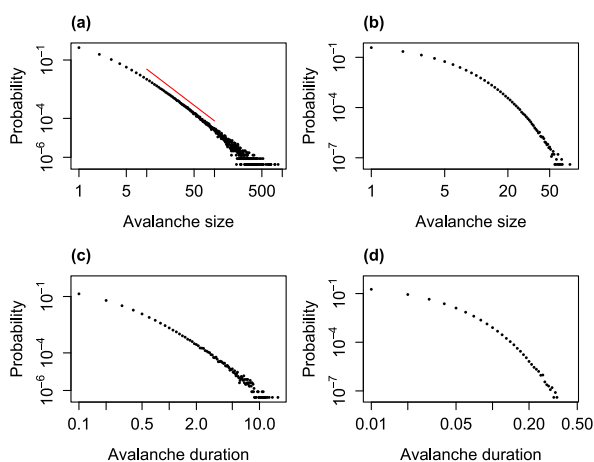 (a)
Probability
10⁻¹
10⁻⁴
10⁻⁶
1 5 50 500
Avalanche size
(b)
Probability
10⁻¹
10⁻⁴
10⁻⁷
1 5 20 50
Avalanche size
(c)
Probability
10⁻¹
10⁻⁴
10⁻⁶
0.1 0.5 2.0 10.0
Avalanche duration
(d)
Probability
10⁻¹
10⁻⁴
10⁻⁷
0.01 0.05 0.20 0.50
Avalanche duration